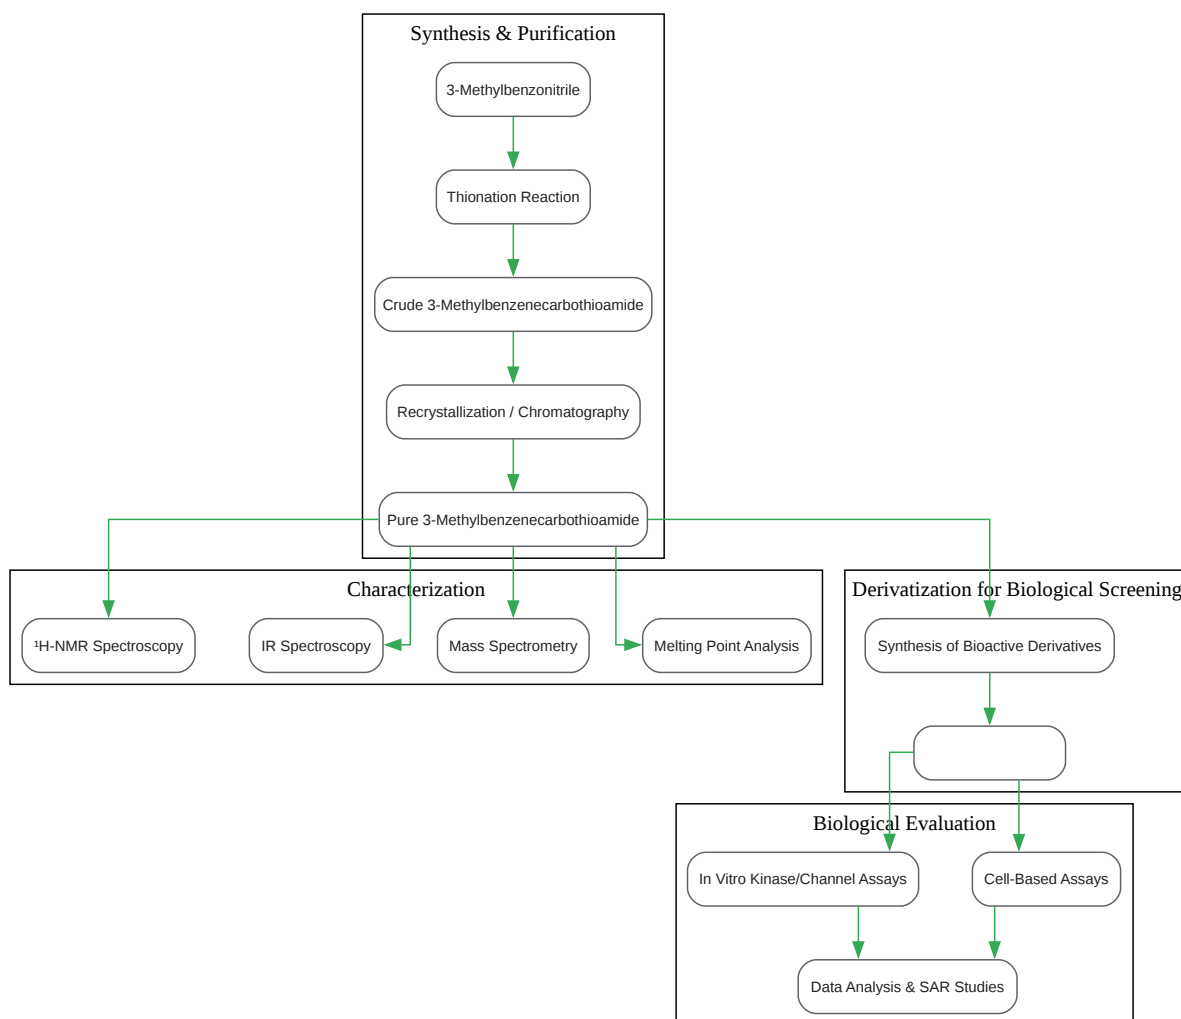 Synthesis & Purification
3-Methylbenzonitrile
Thionation Reaction
Crude 3-Methylbenzenecarbothioamide
Recrystallization / Chromatography
Pure 3-Methylbenzenecarbothioamide
Characterization
¹H-NMR Spectroscopy
IR Spectroscopy
Mass Spectrometry
Melting Point Analysis
Derivatization for Biological Screening
Synthesis of Bioactive Derivatives
Biological Evaluation
In Vitro Kinase/Channel Assays
Cell-Based Assays
Data Analysis & SAR Studies